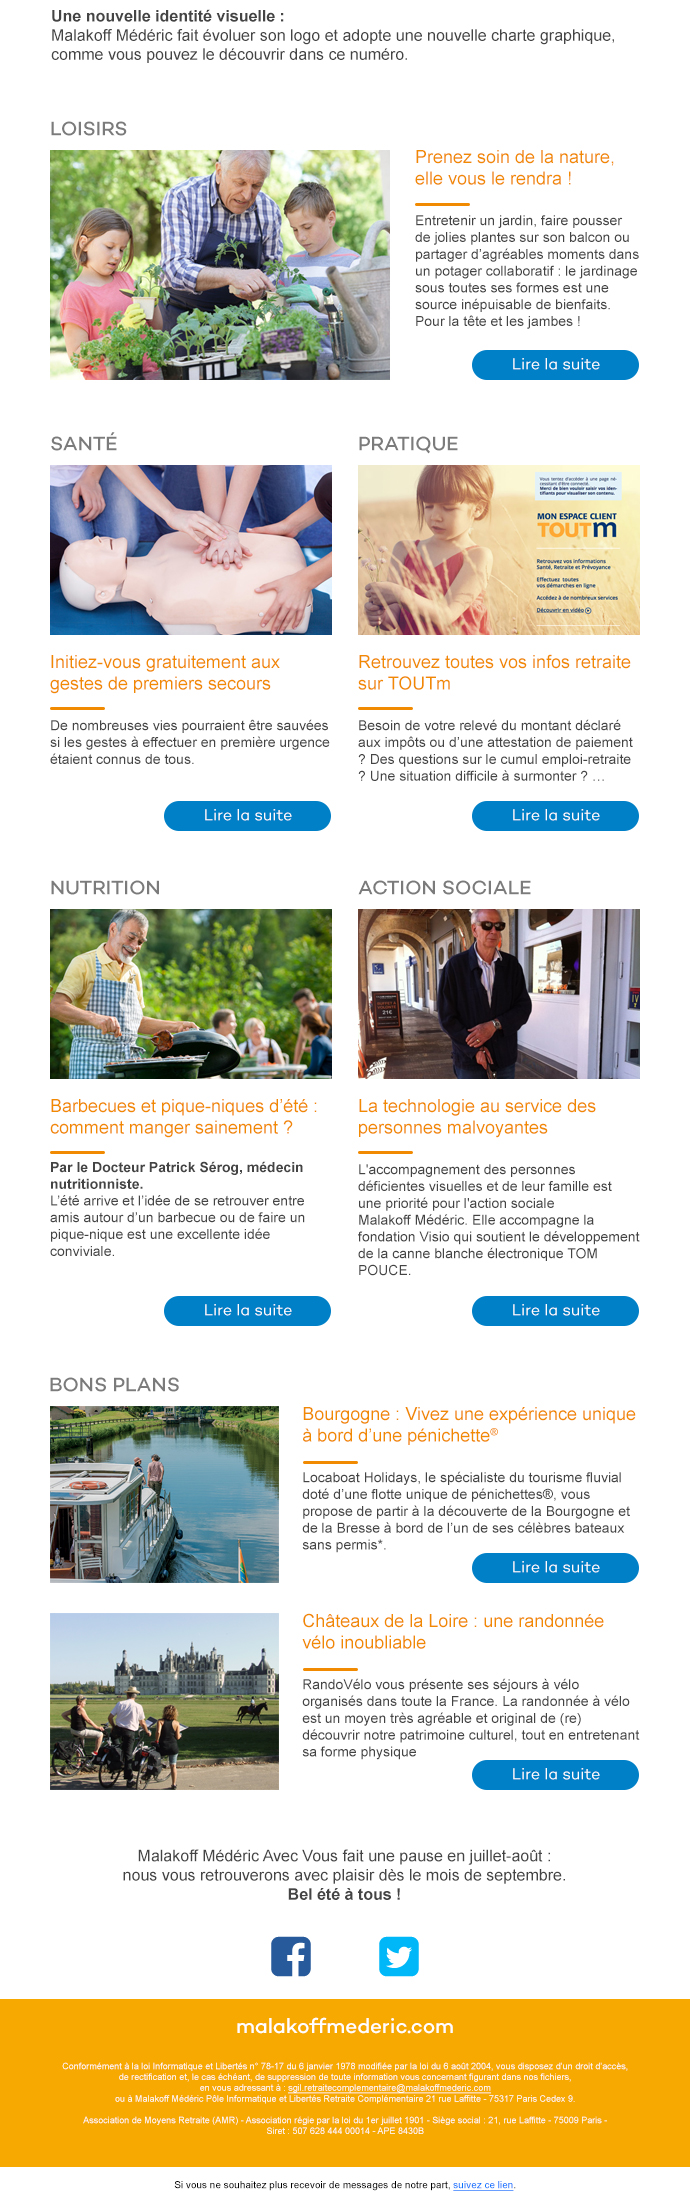 Une nouvelle identité visuelle :
Malakoff Médéric fait évoluer son logo et adopte une nouvelle charte graphique,
comme vous pouvez le découvrir dans ce numéro.
LOISIRS
Prenez soin de la nature,
elle vous le rendra !
Entretenir un jardin, faire pousser
de jolies plantes sur son balcon ou
partager d'agréables moments dans
un potager collaboratif : le jardinage
sous toutes ses formes est une
source inépuisable de bienfaits.
Pour la tête et les jambes !
Lire la suite
SANTÉ
Initiez-vous gratuitement aux
gestes de premiers secours
De nombreuses vies pourraient être sauvées
si les gestes à effectuer en première urgence
étaient connus de tous.
Lire la suite
PRATIQUE
Vous tentez d'accéder à une page né-
cessitant d'être connecté.
Merci de bien vouloir saisir vos iden-
tifiants pour visualiser son contenu.
MON ESPACE CLIENT
TOUTm
Retrouvez vos informations
Santé, Retraite et Prévoyance
Effectuez toutes
vos démarches en ligne
Accédez à de nombreux services
Découvrir en vidéo
Retrouvez toutes vos infos retraite
sur TOUTm
Besoin de votre relevé du montant déclaré
aux impôts ou d'une attestation de paiement
? Des questions sur le cumul emploi-retraite
? Une situation difficile à surmonter ? …
Lire la suite
NUTRITION
Barbecues et pique-niques d'été :
comment manger sainement ?
Par le Docteur Patrick Sérog, médecin
nutritionniste.
L'été arrive et l'idée de se retrouver entre
amis autour d'un barbecue ou de faire un
pique-nique est une excellente idée
conviviale.
Lire la suite
ACTION SOCIALE
21€
La technologie au service des
personnes malvoyantes
L'accompagnement des personnes
déficientes visuelles et de leur famille est
une priorité pour l'action sociale
Malakoff Médéric. Elle accompagne la
fondation Visio qui soutient le développement
de la canne blanche électronique TOM
POUCE.
Lire la suite
BONS PLANS
Bourgogne : Vivez une expérience unique
à bord d'une pénichette®
Locaboat Holidays, le spécialiste du tourisme fluvial
doté d'une flotte unique de pénichettes®, vous
propose de partir à la découverte de la Bourgogne et
de la Bresse à bord de l'un de ses célèbres bateaux
sans permis*.
Lire la suite
Châteaux de la Loire : une randonnée
vélo inoubliable
RandoVélo vous présente ses séjours à vélo
organisés dans toute la France. La randonnée à vélo
est un moyen très agréable et original de (re)
découvrir notre patrimoine culturel, tout en entretenant
sa forme physique
Lire la suite
Malakoff Médéric Avec Vous fait une pause en juillet-août :
nous vous retrouverons avec plaisir dès le mois de septembre.
Bel été à tous !
malakoffmederic.com
Conformément à la loi Informatique et Libertés n° 78-17 du 6 janvier 1978 modifiée par la loi du 6 août 2004, vous disposez d'un droit d'accès,
de rectification et, le cas échéant, de suppression de toute information vous concernant figurant dans nos fichiers,
en vous adressant à : sgil.retraitecomplementaire@malakoffmederic.com
ou à Malakoff Médéric Pôle Informatique et Libertés Retraite Complémentaire 21 rue Laffitte - 75317 Paris Cedex 9.
Association de Moyens Retraite (AMR) - Association régie par la loi du 1er juillet 1901 - Siège social : 21, rue Laffitte - 75009 Paris -
Siret : 507 628 444 00014 - APE 8430B
Si vous ne souhaitez plus recevoir de messages de notre part, suivez ce lien.